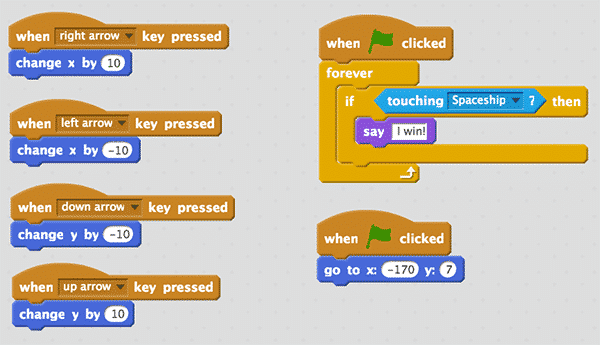 when right arrow key pressed
change x by 10
when left arrow key pressed
change x by -10
when down arrow key pressed
change y by -10
when up arrow key pressed
change y by 10
when clicked
forever
if touching Spaceship ? then
say I win!
when clicked
go to x: -170 y: 7